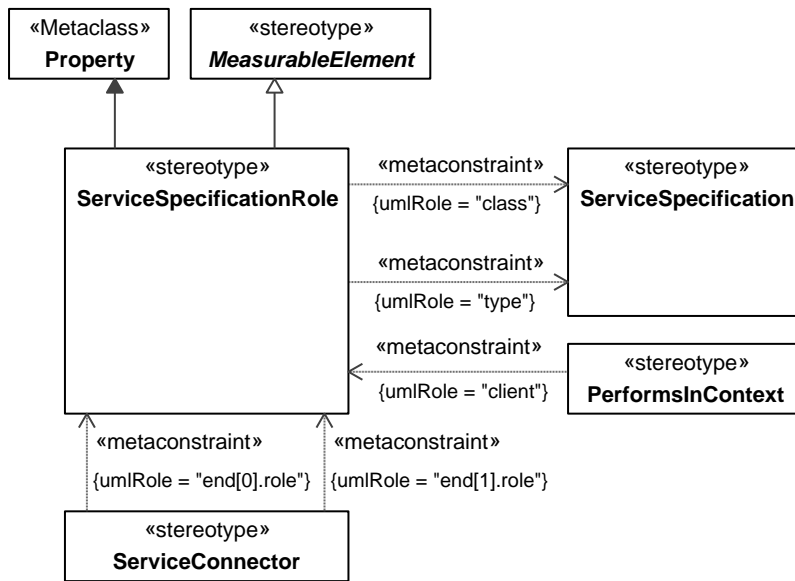 «Metaclass»
Property
«stereotype»
MeasurableElement
«stereotype»
ServiceSpecificationRole
«metaconstraint»
{umlRole = "class"}
«stereotype»
ServiceSpecification
«metaconstraint»
{umlRole = "type"}
«metaconstraint»
{umlRole = "client"}
«stereotype»
PerformsInContext
«metaconstraint»
{umlRole = "end[0].role"}
«metaconstraint»
{umlRole = "end[1].role"}
«stereotype»
ServiceConnector